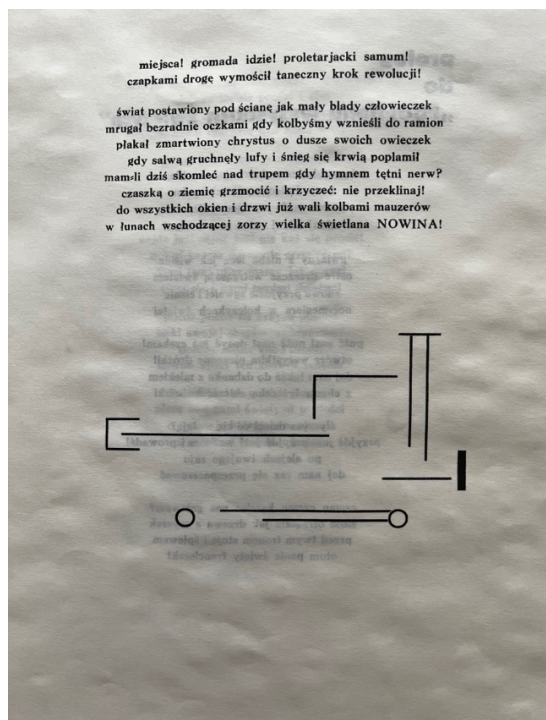 miejsca! gromada idzie! proletarjacki samum!
czapkami drogę wymościł taneczny krok rewolucji!
świat postawiony pod ścianę jak mały blady człowieczek
mrugał bezradnie oczkami gdy kolbyśmy wznieśli do ramion
płakał zmartwiony chrystus o dusze swoich owieczek
gdy salwą gruchnęły lufy i śnieg się krwią poplamił
dziś skomleć nad trupem gdy hymnem tętni nerw?
czaszką o ziemię grzmocić i krzyczeć: nie przeklinaj!
do wszystkich okien i drzwi już wali kolbami mauzerów
w łunach wschodzącej zorzy wielka świetlana NOWINA!